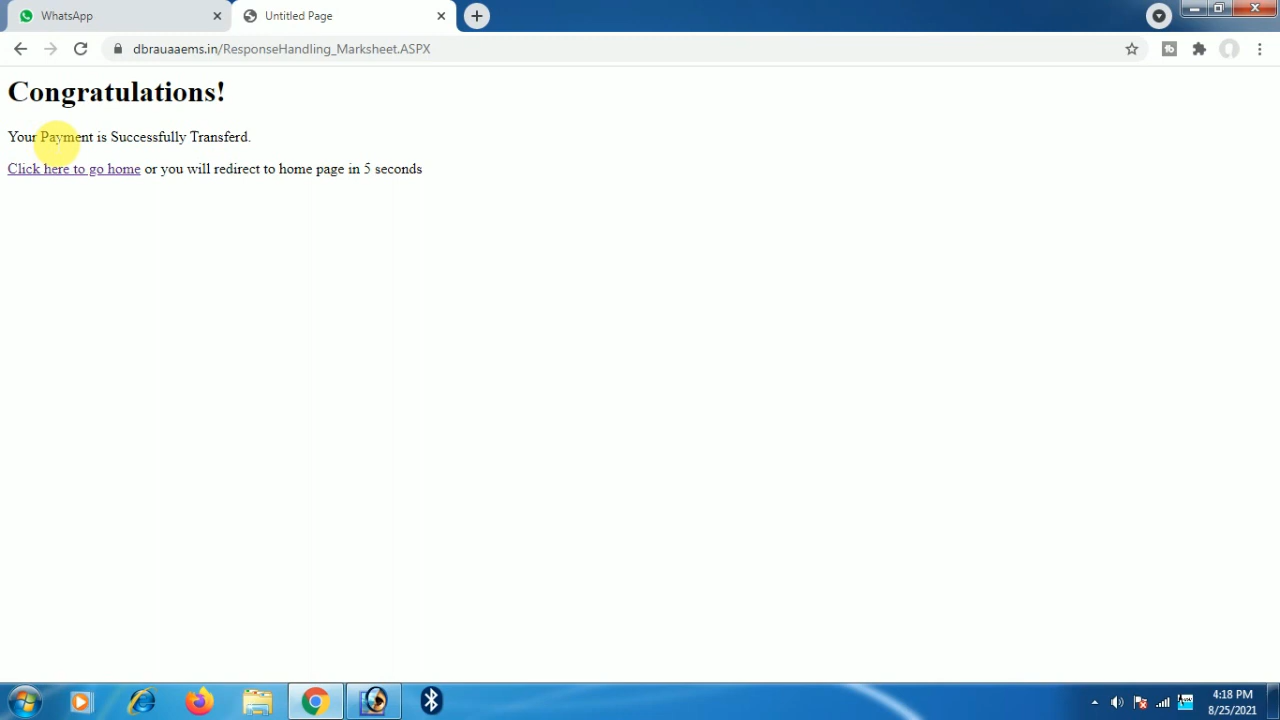 WhatsApp
Untitled Page
dbrauaaems.in/ResponseHandling_Marksheet.ASPX
Congratulations!
Your Payment is Successfully Transferd.
Click here to go home or you will redirect to home page in 5 seconds
4:18 PM
8/25/2021